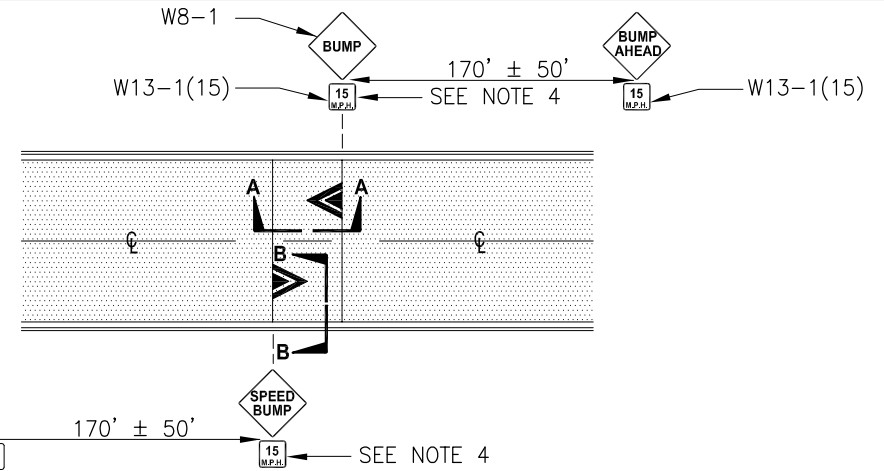 W8-1
BUMP
BUMP
AHEAD
170' ± 50'
W13-1(15)
15
M.P.H.
SEE NOTE 4
15
M.P.H.
W13-1(15)
A
A
℄
℄
B
B
SPEED
BUMP
170' ± 50'
15
M.P.H.
SEE NOTE 4